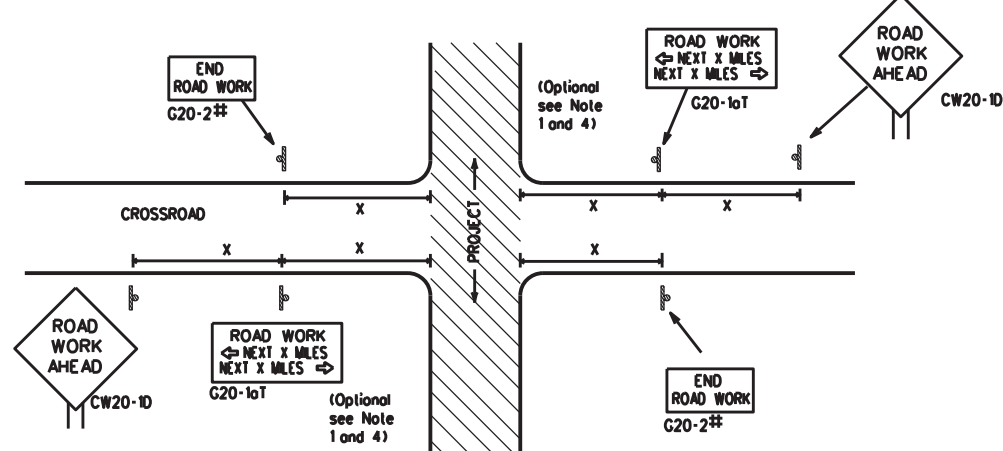 END
ROAD WORK
G20-2#
(Optional
see Note
1 and 4)
ROAD WORK
⇦ NEXT X MILES
NEXT X MILES ⇨
G20-1aT
ROAD
WORK
AHEAD
CW20-1D
X
X
X
CROSSROAD
PROJECT
X
X
X
ROAD
WORK
AHEAD
CW20-1D
ROAD WORK
⇦ NEXT X MILES
NEXT X MILES ⇨
G20-1aT
(Optional
see Note
1 and 4)
END
ROAD WORK
G20-2#